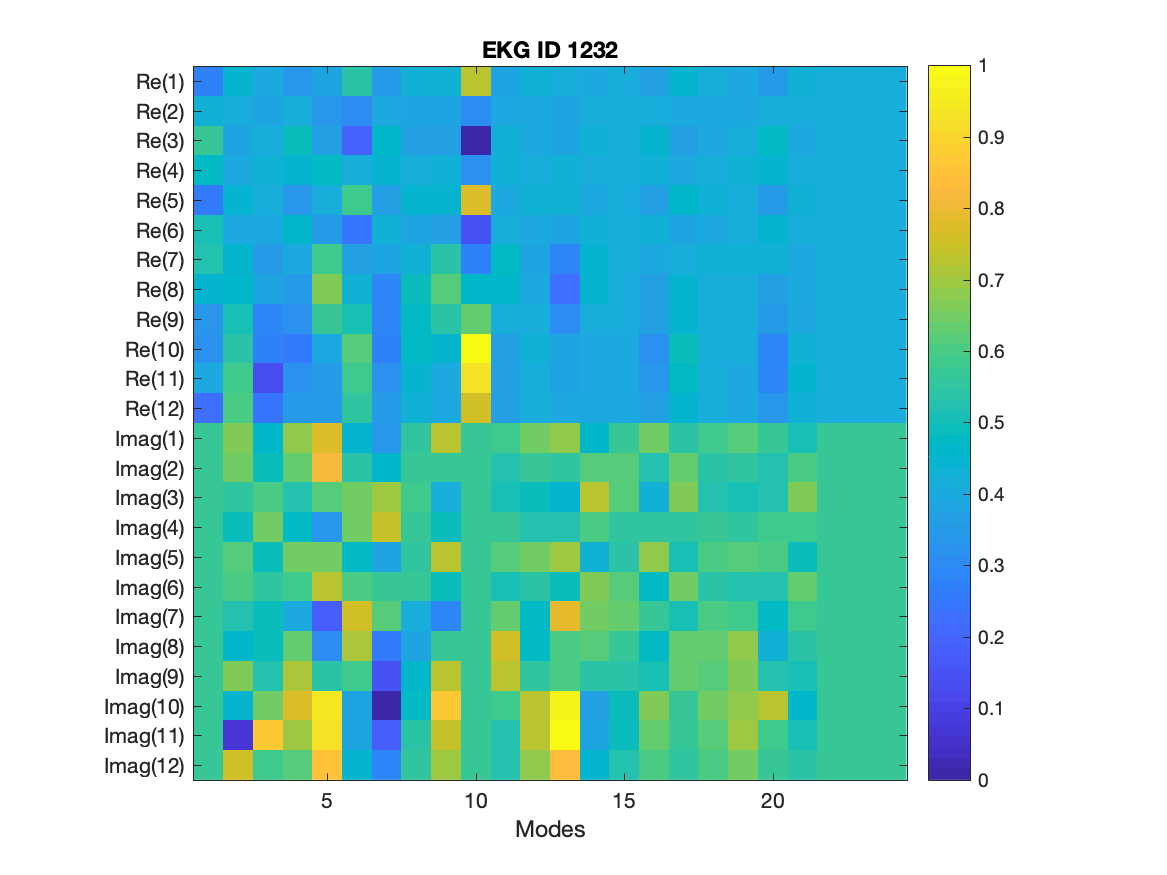 EKG ID 1232
Re(1)
Re(2)
Re(3)
Re(4)
Re(5)
Re(6)
Re(7)
Re(8)
Re(9)
Re(10)
Re(11)
Re(12)
Imag(1)
Imag(2)
Imag(3)
Imag(4)
Imag(5)
Imag(6)
Imag(7)
Imag(8)
Imag(9)
Imag(10)
Imag(11)
Imag(12)
5 10 15 20
Modes
1
0.9
0.8
0.7
0.6
0.5
0.4
0.3
0.2
0.1
0